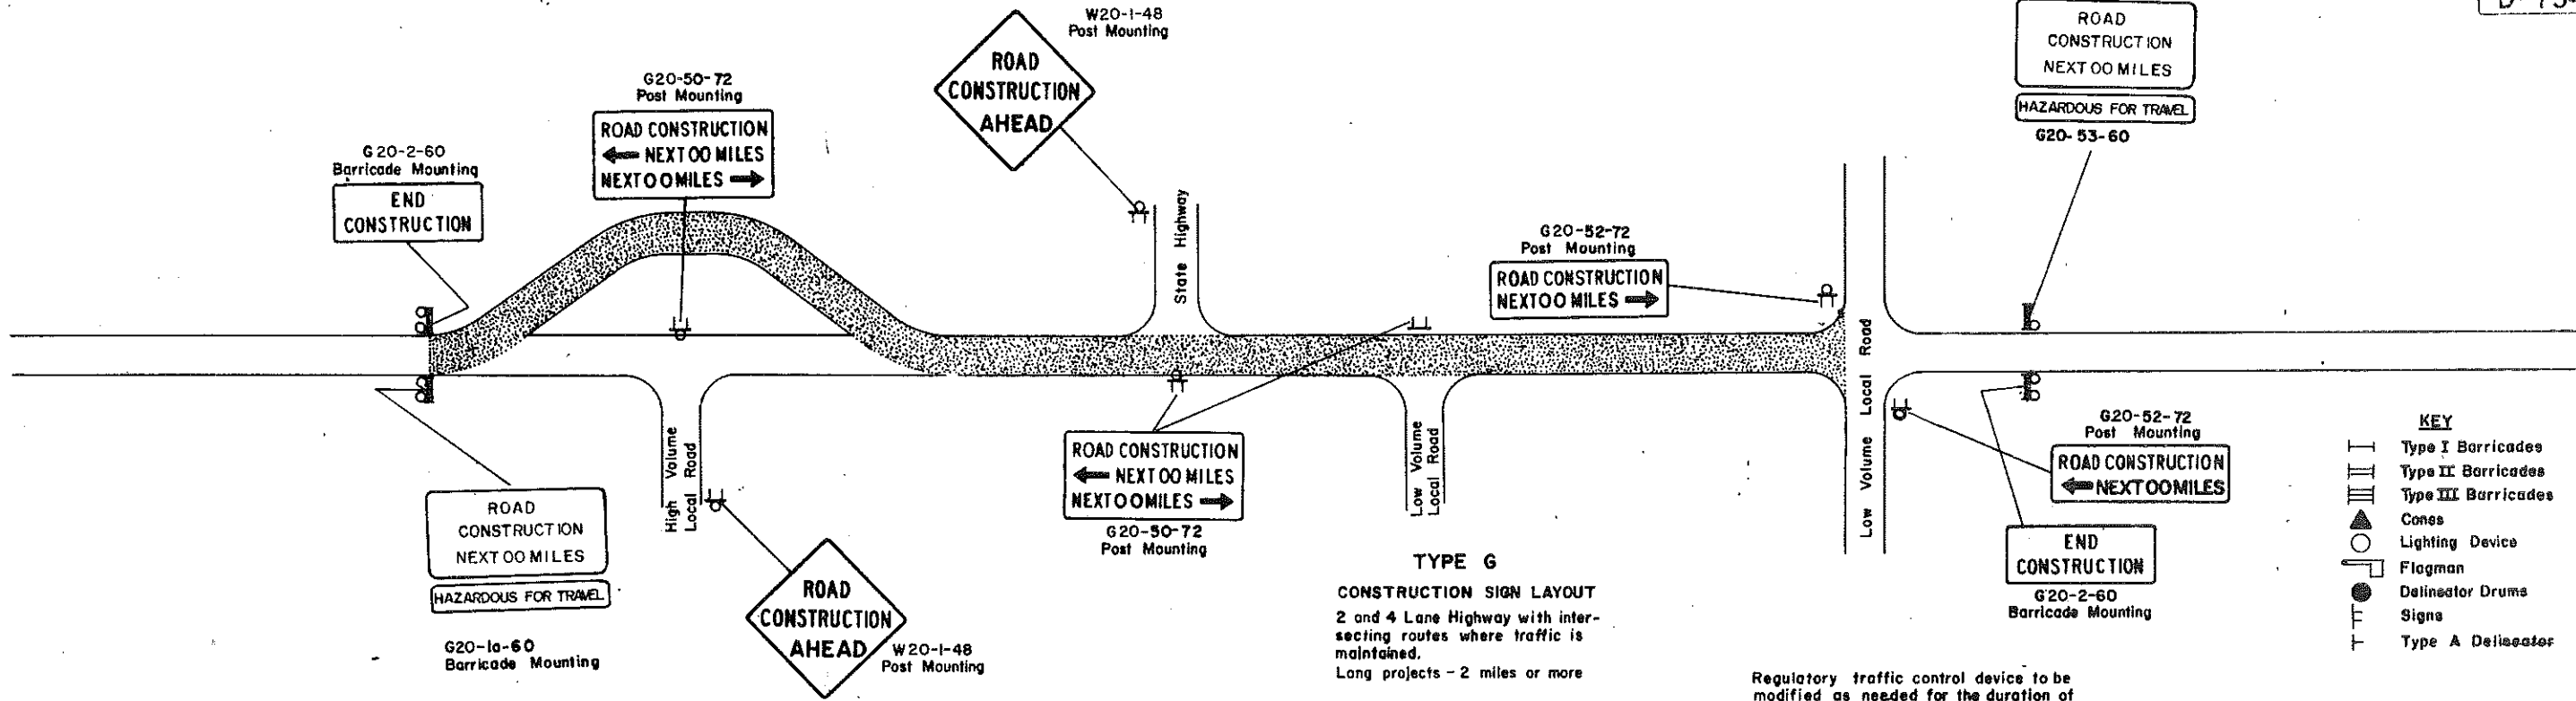 W20-1-48
Post Mounting
ROAD
CONSTRUCTION
AHEAD
ROAD
CONSTRUCTION
NEXT 00 MILES
HAZARDOUS FOR TRAVEL
G20-53-60
G20-50-72
Post Mounting
ROAD CONSTRUCTION
← NEXT 00 MILES
NEXT 00 MILES →
G20-2-60
Barricade Mounting
END
CONSTRUCTION
State Highway
G20-52-72
Post Mounting
ROAD CONSTRUCTION
NEXT 00 MILES →
High Volume
Local Road
ROAD CONSTRUCTION
← NEXT 00 MILES
NEXT 00 MILES →
G20-50-72
Post Mounting
Low Volume
Local Road
Low Volume Local Road
G20-52-72
Post Mounting
ROAD CONSTRUCTION
← NEXT 00 MILES
END
CONSTRUCTION
G20-2-60
Barricade Mounting
ROAD
CONSTRUCTION
NEXT 00 MILES
HAZARDOUS FOR TRAVEL
G20-1a-60
Barricade Mounting
ROAD
CONSTRUCTION
AHEAD
W20-1-48
Post Mounting
TYPE G
CONSTRUCTION SIGN LAYOUT
2 and 4 Lane Highway with inter-
secting routes where traffic is
maintained.
Long projects - 2 miles or more
Regulatory traffic control device to be
modified as needed for the duration of
KEY
Type I Barricades
Type II Barricades
Type III Barricades
Cones
Lighting Device
Flagman
Delineator Drums
Signs
Type A Delineator